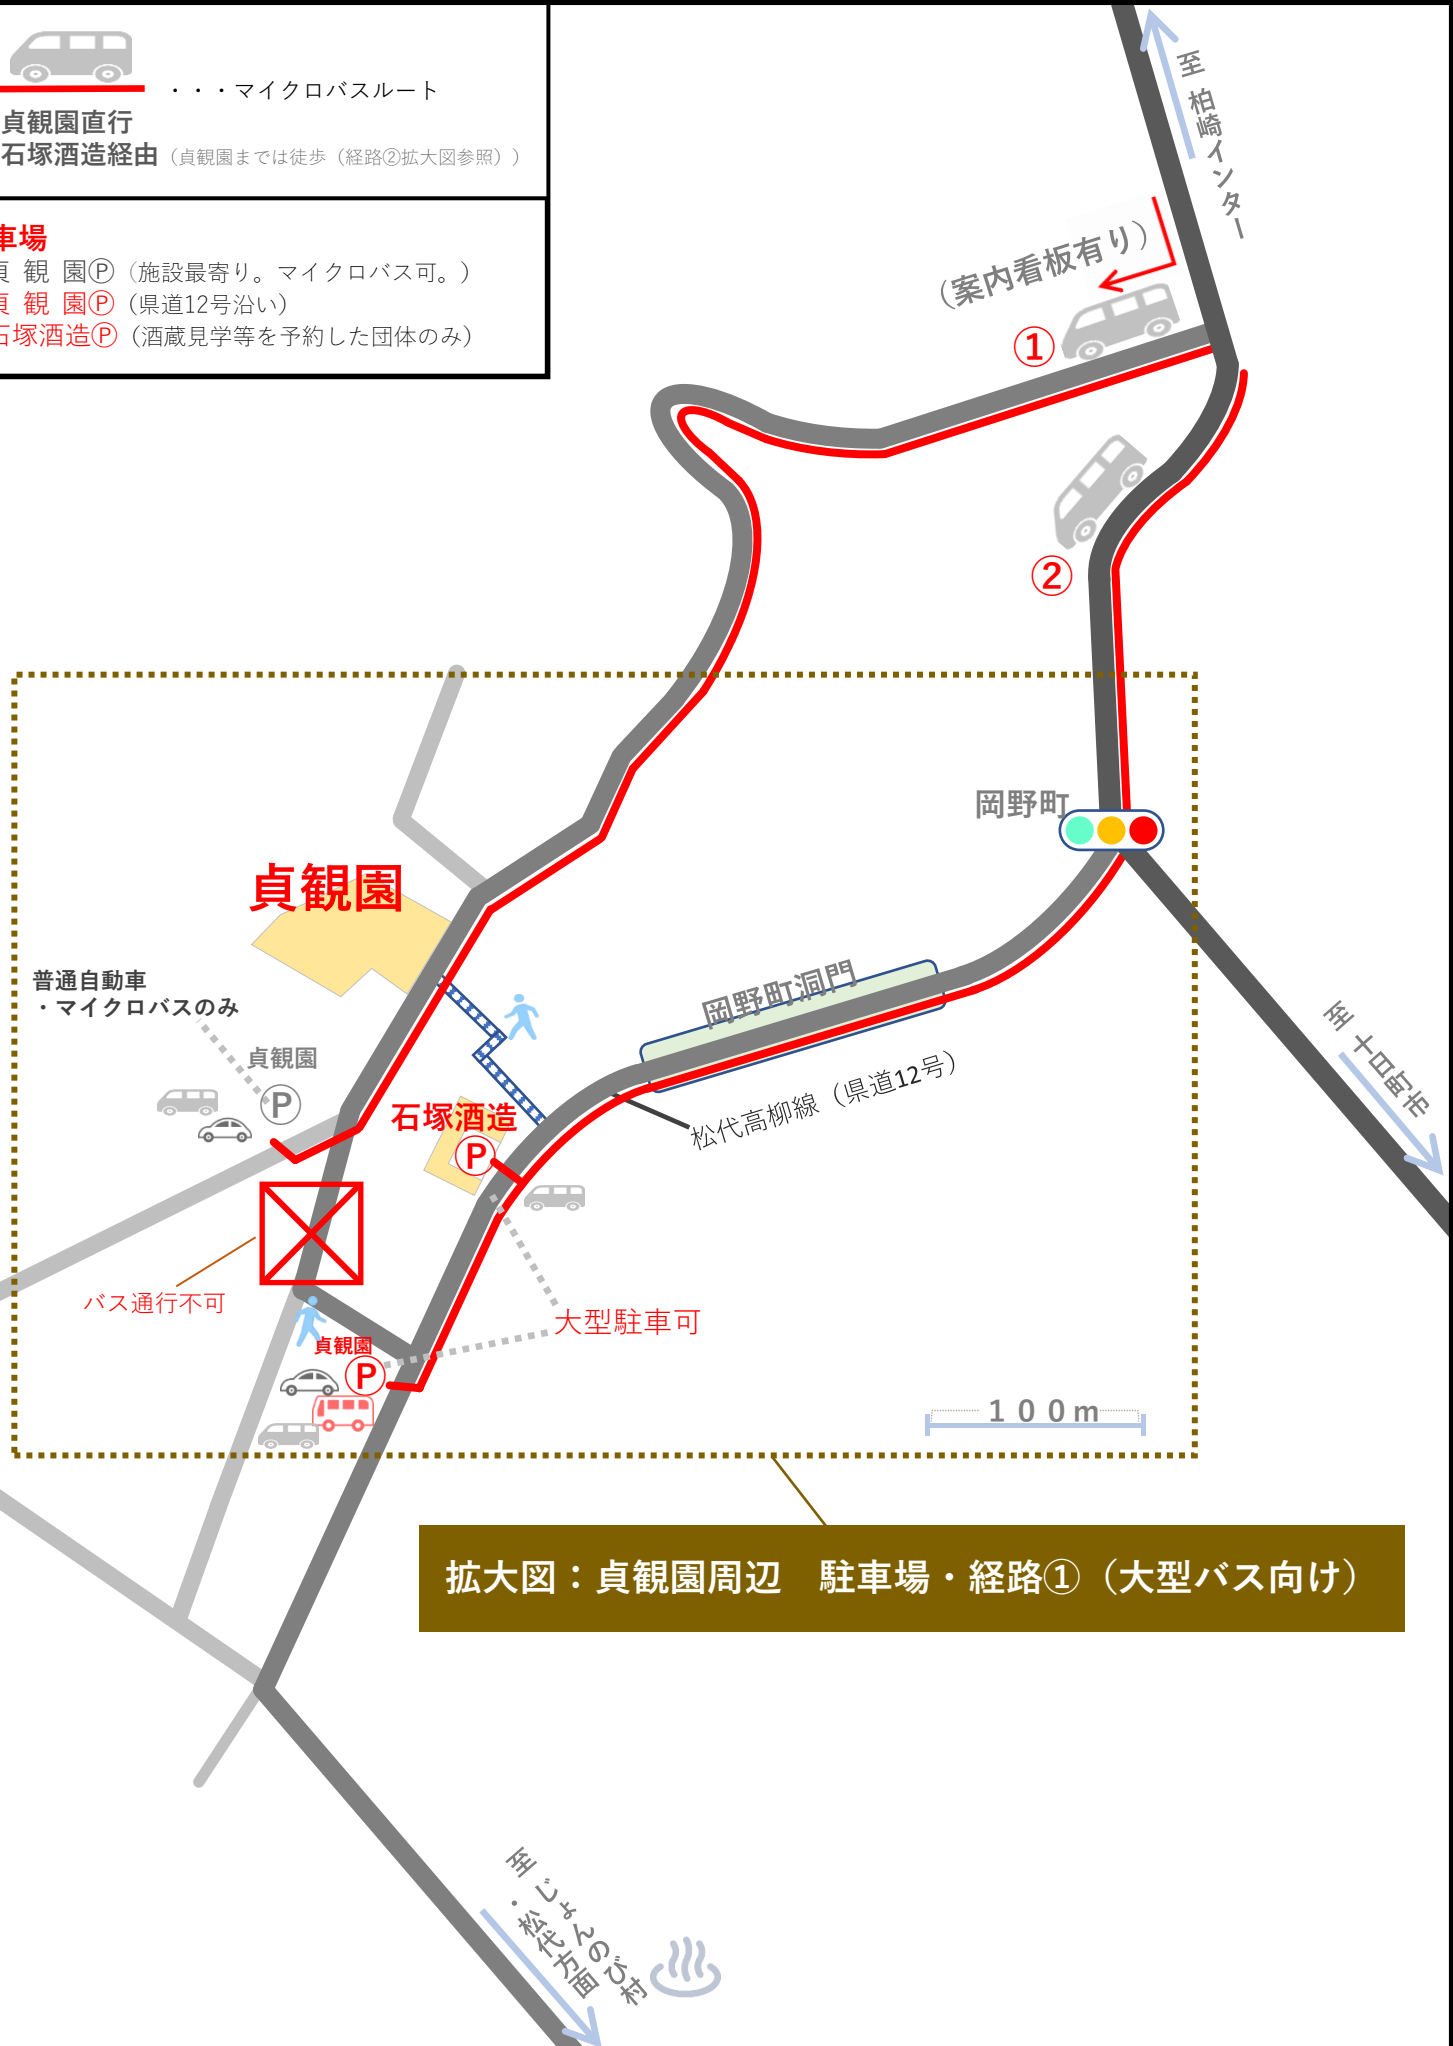 ・・・マイクロバスルート
貞観園直行
石塚酒造経由（貞観園までは徒歩（経路②拡大図参照））
車場
貞 観 園Ⓟ（施設最寄り。マイクロバス可。）
貞 観 園Ⓟ（県道12号沿い）
石塚酒造Ⓟ（酒蔵見学等を予約した団体のみ）
至 柏崎インター
（案内看板有り）
①
②
岡野町
貞観園
普通自動車
・マイクロバスのみ
貞観園
Ⓟ
岡野町洞門
松代高柳線（県道12号）
至 十日町市
石塚酒造
Ⓟ
バス通行不可
大型駐車可
貞観園
Ⓟ
１００ｍ
拡大図：貞観園周辺　駐車場・経路①（大型バス向け）
至 じょんのび村
・松代方面